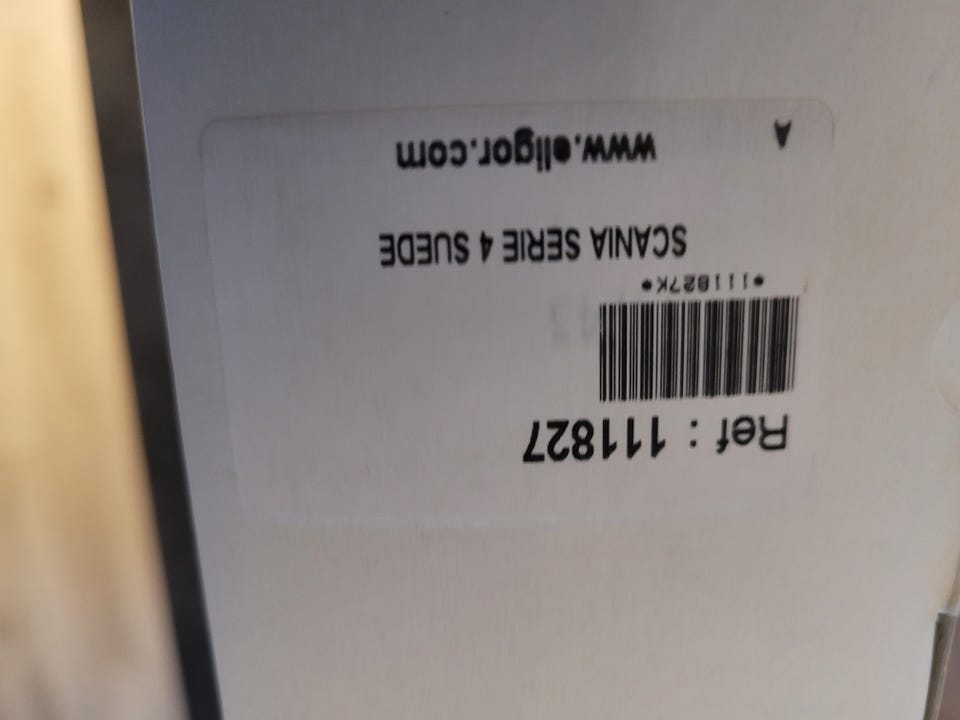 Ref : 111827
*111827K*
SCANIA SERIE 4 SUEDE
www.eligor.com
A